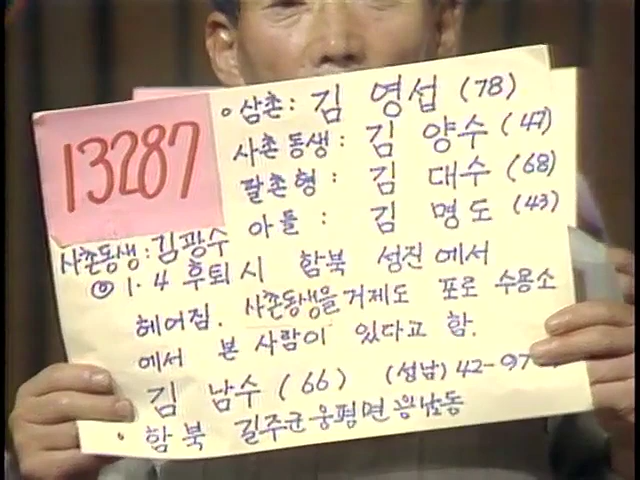 13287
◦삼촌: 김 영섭 (78)
사촌동생: 김 양수 (47)
팔촌형: 김 대수 (68)
아들: 김 명도 (43)
사촌동생: 김광수
◎ 1·4 후퇴시 함북 성진에서
헤어짐. 사촌동생을 거제도 포로 수용소
에서 본 사람이 있다고 함.
김 남수 (66) (성남) 42-97
• 함북 길주군 웅평면